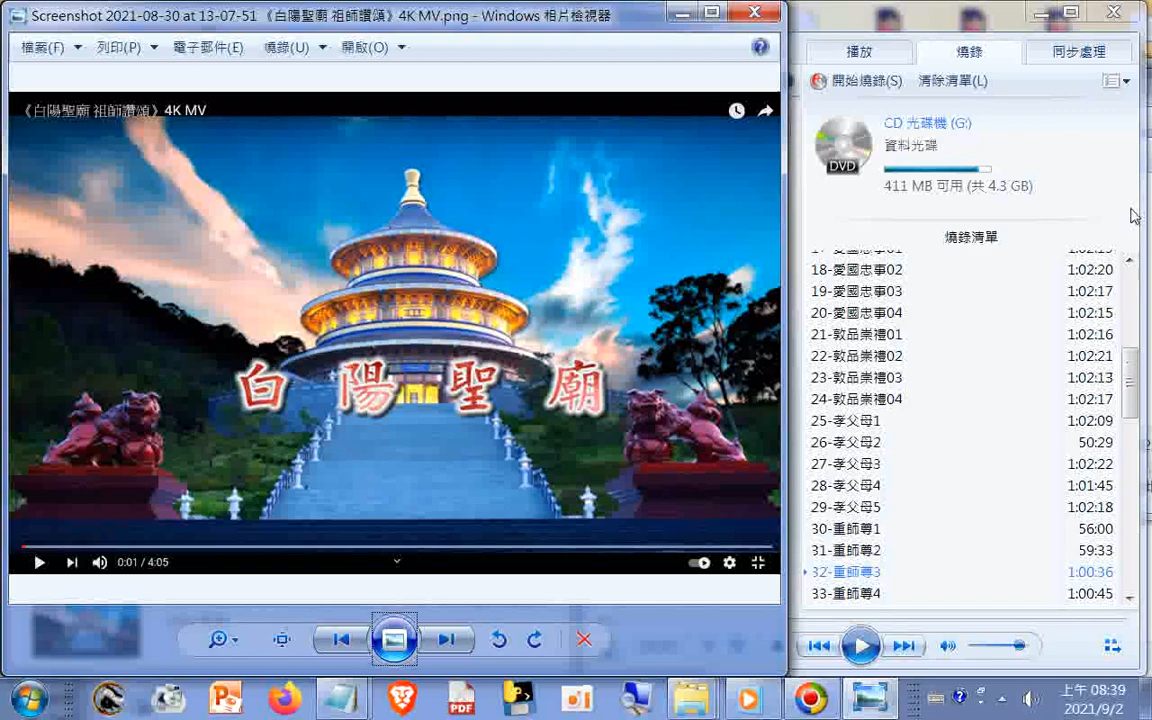 Screenshot 2021-08-30 at 13-07-51 《白陽聖廟 祖師讚頌》4K MV.png - Windows 相片檢視器
檔案(F) 列印(P) 電子郵件(E) 燒錄(U) 開啟(O)
《白陽聖廟 祖師讚頌》4K MV
白陽聖廟
0:01 / 4:05
播放 燒錄 同步處理
開始燒錄(S) 清除清單(L)
CD 光碟機 (G:)
資料光碟
DVD
411 MB 可用 (共 4.3 GB)
燒錄清單
18-愛國忠事02 1:02:20
19-愛國忠事03 1:02:17
20-愛國忠事04 1:02:15
21-敦品崇禮01 1:02:16
22-敦品崇禮02 1:02:21
23-敦品崇禮03 1:02:13
24-敦品崇禮04 1:02:17
25-孝父母1 1:02:09
26-孝父母2 50:29
27-孝父母3 1:02:22
28-孝父母4 1:01:45
29-孝父母5 1:02:18
30-重師尊1 56:00
31-重師尊2 59:33
32-重師尊3 1:00:36
33-重師尊4 1:00:45
PDF
上午 08:39
2021/9/2